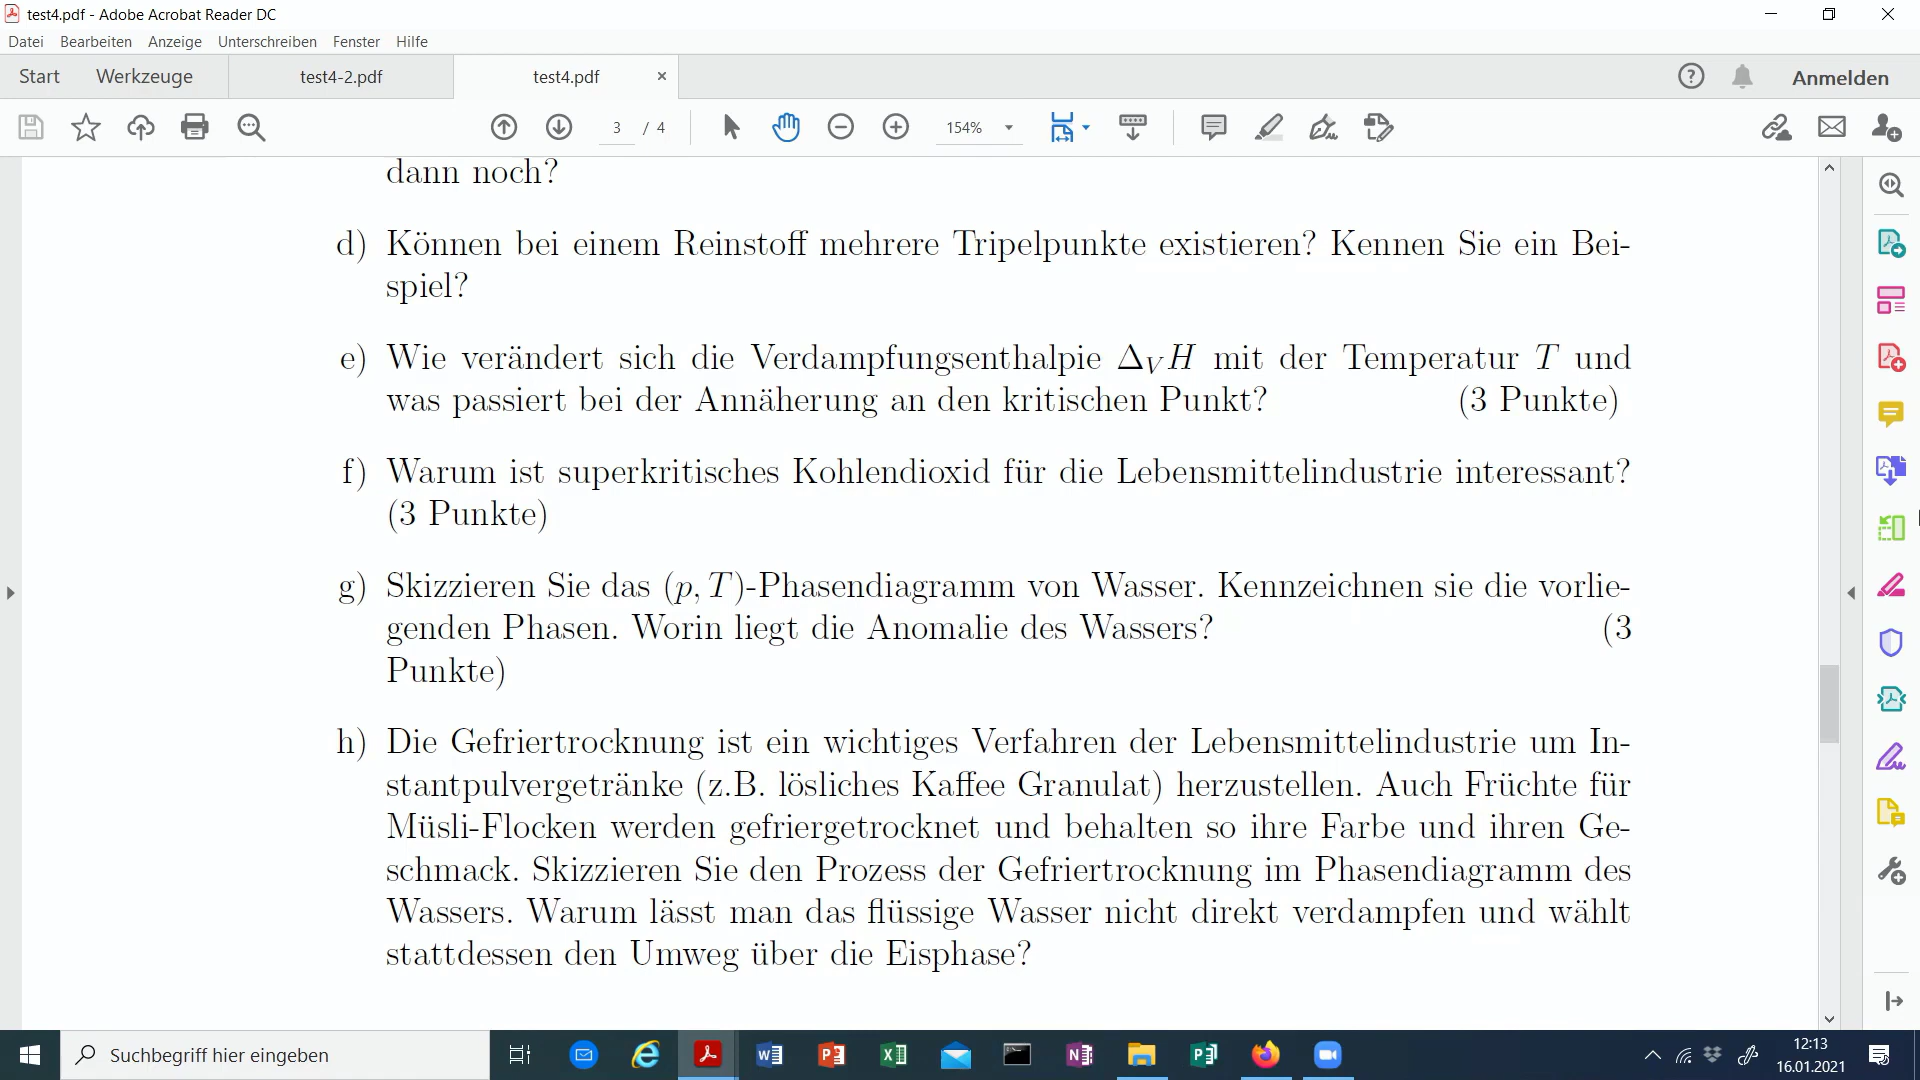 test4.pdf - Adobe Acrobat Reader DC
Datei Bearbeiten Anzeige Unterschreiben Fenster Hilfe
Start Werkzeuge test4-2.pdf test4.pdf × Anmelden
3 / 4 154%
dann noch?
d) Können bei einem Reinstoff mehrere Tripelpunkte existieren? Kennen Sie ein Bei-
spiel?
e) Wie verändert sich die Verdampfungsenthalpie Δ_V H mit der Temperatur T und
was passiert bei der Annäherung an den kritischen Punkt? (3 Punkte)
f) Warum ist superkritisches Kohlendioxid für die Lebensmittelindustrie interessant?
(3 Punkte)
g) Skizzieren Sie das (p, T)-Phasendiagramm von Wasser. Kennzeichnen sie die vorlie-
genden Phasen. Worin liegt die Anomalie des Wassers? (3
Punkte)
h) Die Gefriertrocknung ist ein wichtiges Verfahren der Lebensmittelindustrie um In-
stantpulvergetränke (z.B. lösliches Kaffee Granulat) herzustellen. Auch Früchte für
Müsli-Flocken werden gefriergetrocknet und behalten so ihre Farbe und ihren Ge-
schmack. Skizzieren Sie den Prozess der Gefriertrocknung im Phasendiagramm des
Wassers. Warum lässt man das flüssige Wasser nicht direkt verdampfen und wählt
stattdessen den Umweg über die Eisphase?
Suchbegriff hier eingeben
12:13
16.01.2021